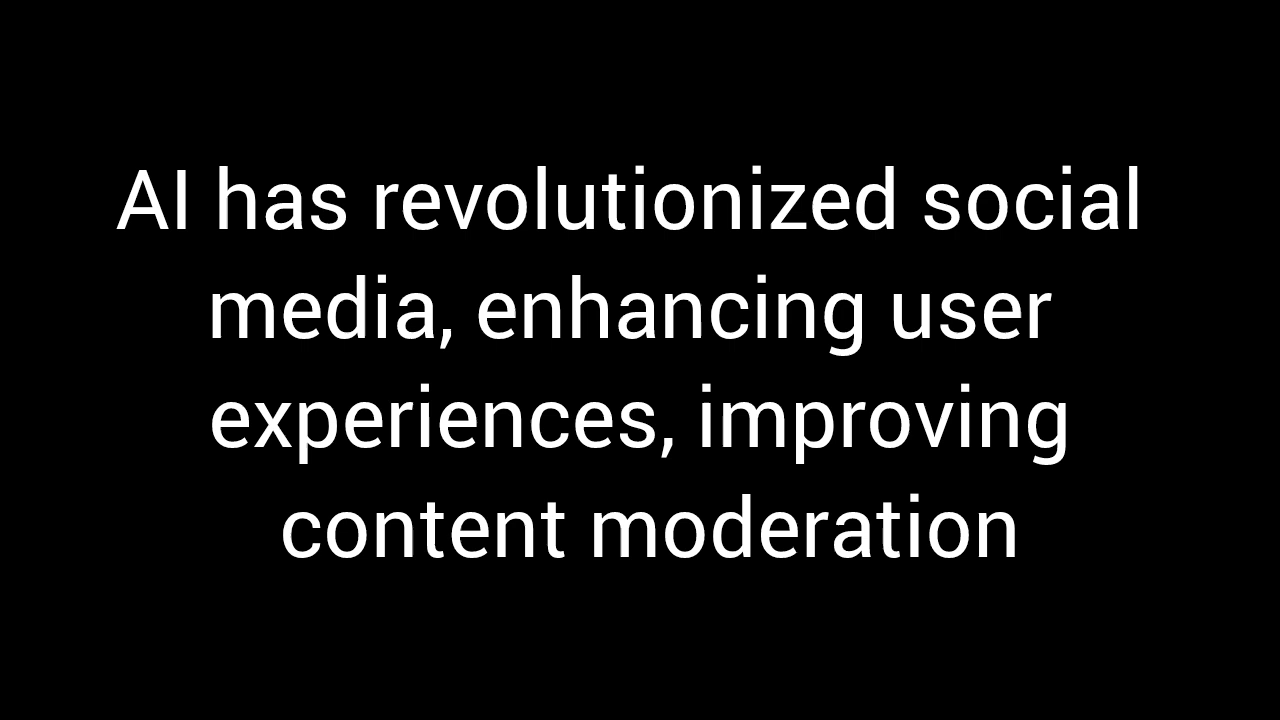 AI has revolutionized social
media, enhancing user
experiences, improving
content moderation